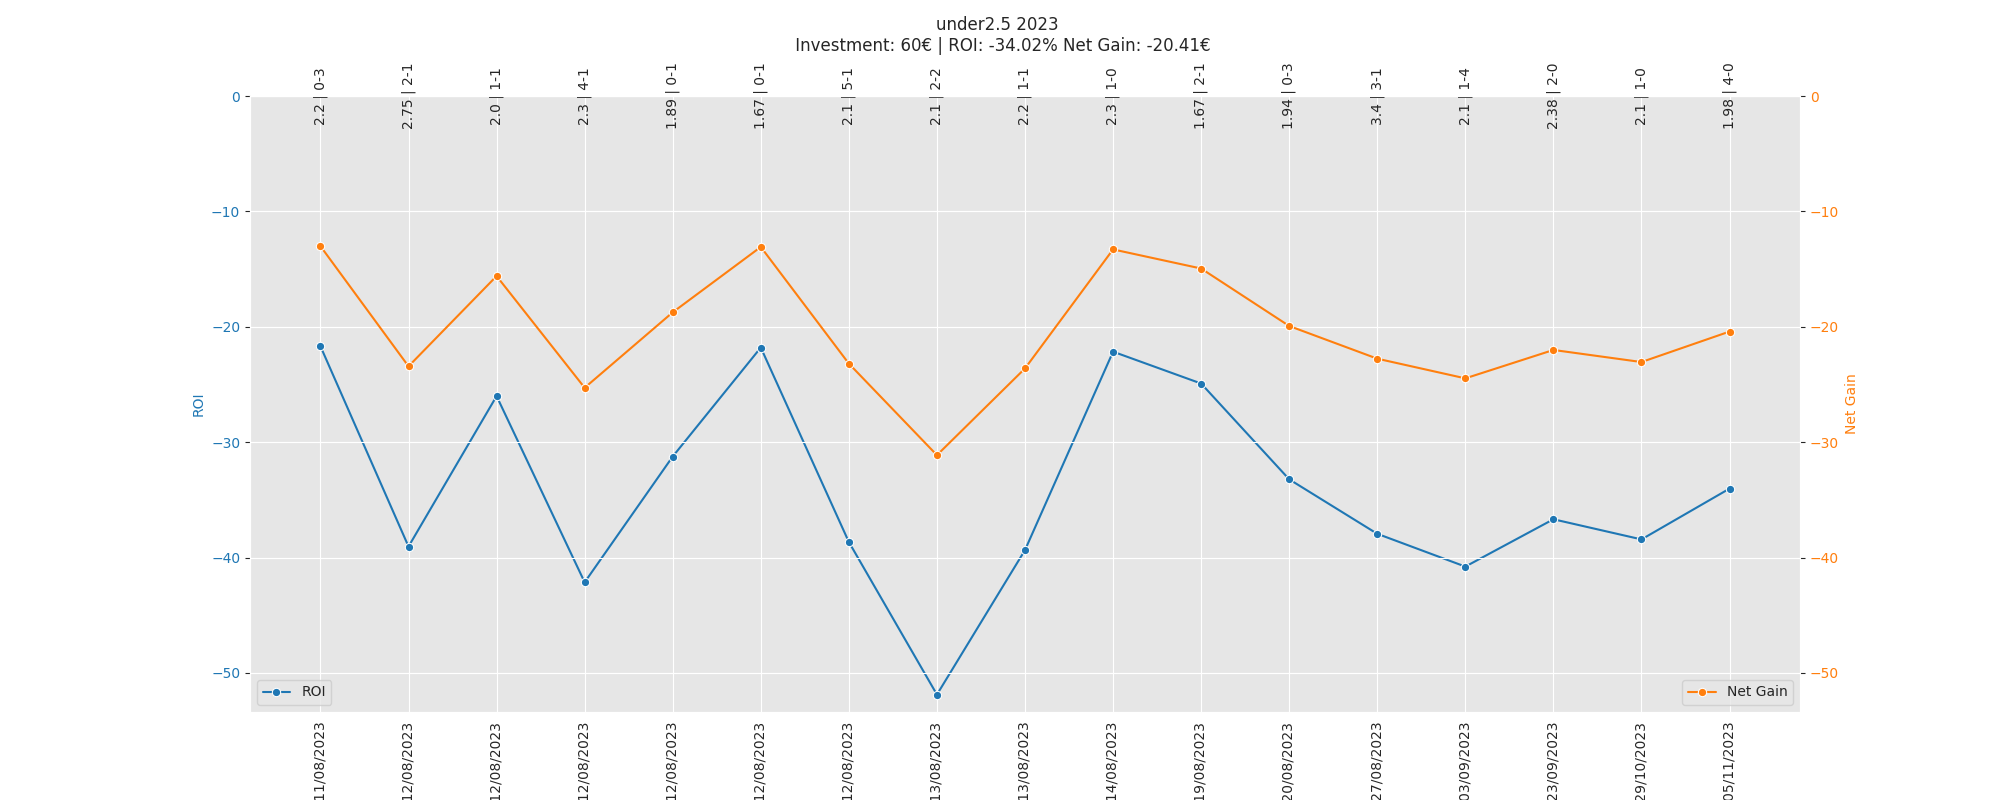 under2.5 2023
Investment: 60€ | ROI: -34.02% Net Gain: -20.41€
2.2 | 0-3
2.75 | 2-1
2.0 | 1-1
2.3 | 4-1
1.89 | 0-1
1.67 | 0-1
2.1 | 5-1
2.1 | 2-2
2.2 | 1-1
2.3 | 1-0
1.67 | 2-1
1.94 | 0-3
3.4 | 3-1
2.1 | 1-4
2.38 | 2-0
2.1 | 1-0
1.98 | 4-0
0
−10
−20
−30
−40
−50
ROI
0
−10
−20
−30
−40
−50
Net Gain
ROI
Net Gain
11/08/2023
12/08/2023
12/08/2023
12/08/2023
12/08/2023
12/08/2023
12/08/2023
13/08/2023
13/08/2023
14/08/2023
19/08/2023
20/08/2023
27/08/2023
03/09/2023
23/09/2023
29/10/2023
05/11/2023